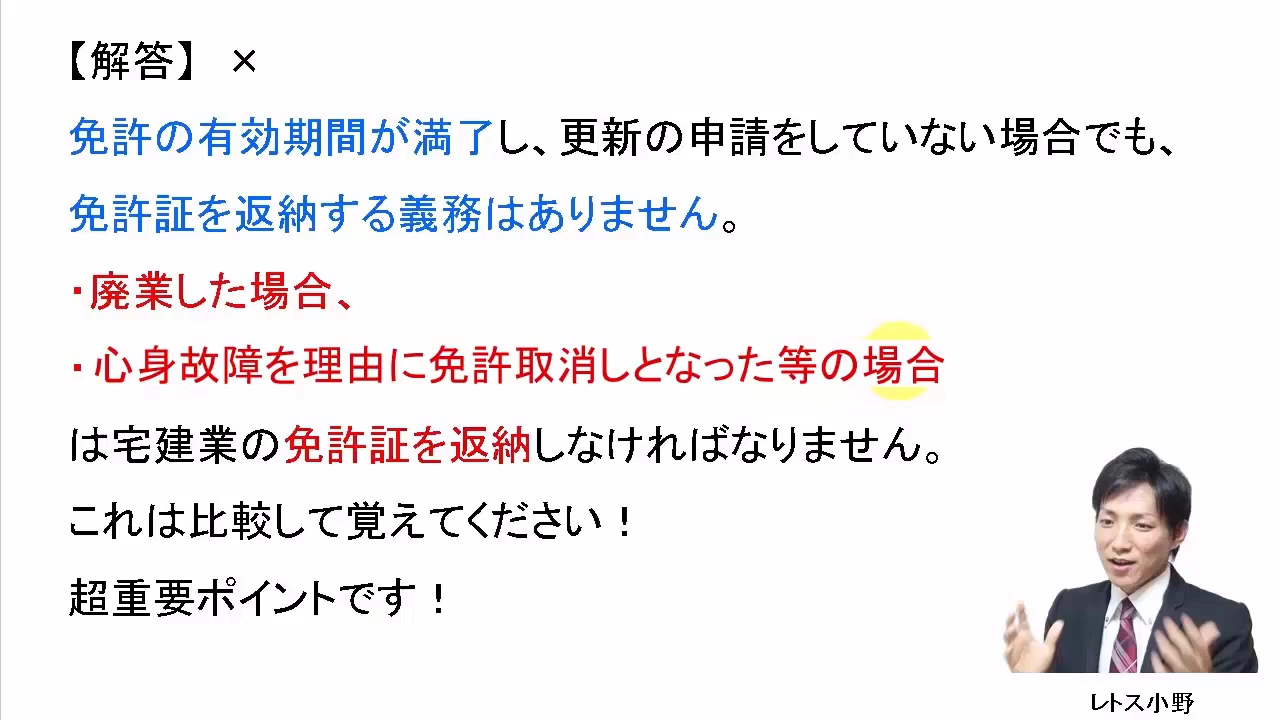 【解答】 ×
免許の有効期間が満了し、更新の申請をしていない場合でも、
免許証を返納する義務はありません。
・廃業した場合、
・心身故障を理由に免許取消しとなった等の場合
は宅建業の免許証を返納しなければなりません。
これは比較して覚えてください！
超重要ポイントです！
レトス小野